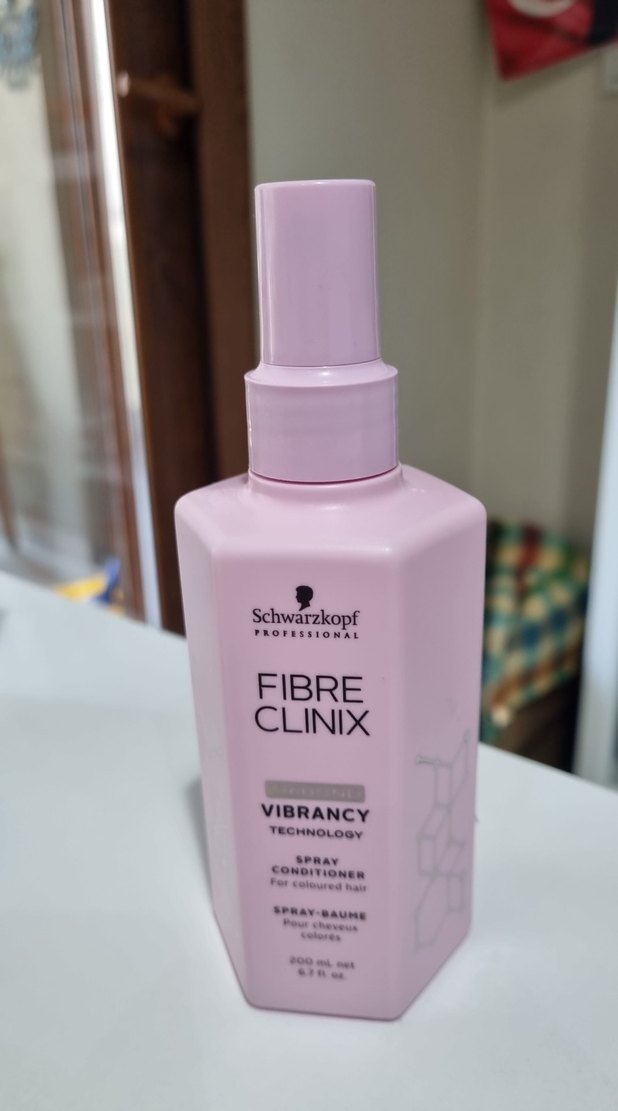 Schwarzkopf
PROFESSIONAL
FIBRE
CLINIX
VIBRANCY
TECHNOLOGY
SPRAY
CONDITIONER
For coloured hair
SPRAY-BAUME
Pour cheveux
colorés
200 mL net
6.7 fl. oz.